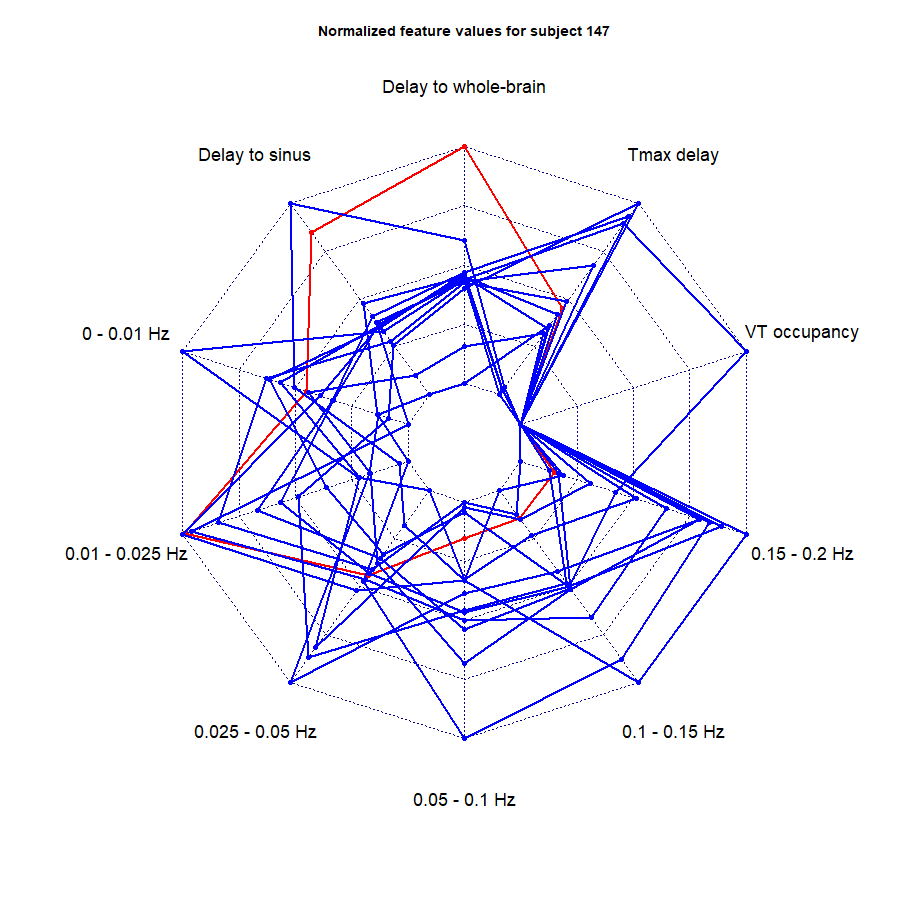 Normalized feature values for subject 147
Delay to whole-brain
Delay to sinus
Tmax delay
0 - 0.01 Hz
VT occupancy
0.01 - 0.025 Hz
0.15 - 0.2 Hz
0.025 - 0.05 Hz
0.1 - 0.15 Hz
0.05 - 0.1 Hz